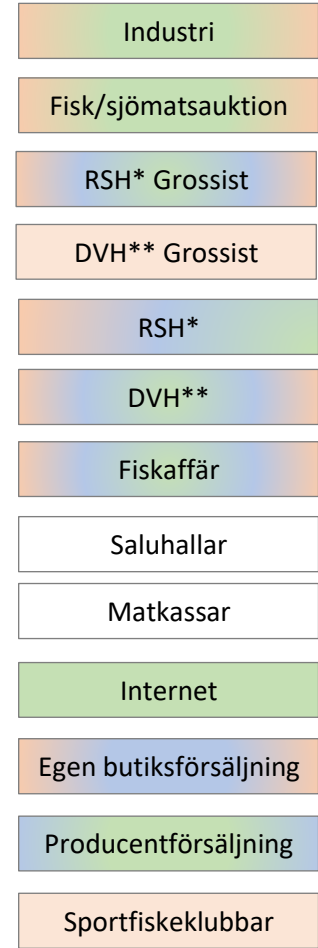 Industri
Fisk/sjömatsauktion
RSH* Grossist
DVH** Grossist
RSH*
DVH**
Fiskaffär
Saluhallar
Matkassar
Internet
Egen butiksförsäljning
Producentförsäljning
Sportfiskeklubbar